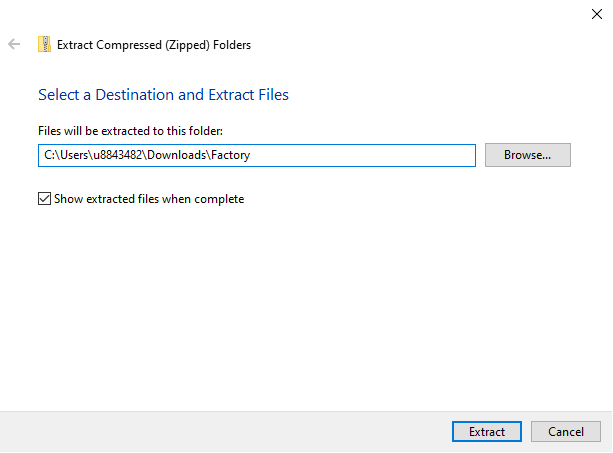 Extract Compressed (Zipped) Folders
Select a Destination and Extract Files
Files will be extracted to this folder:
C:\Users\u8843482\Downloads\Factory
Browse...
Show extracted files when complete
Extract
Cancel